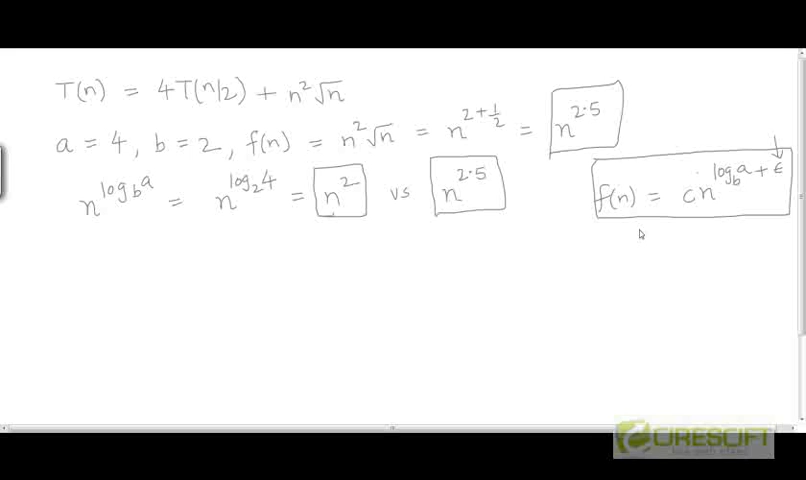 T(n) = 4T(n/2) + n²√n
a = 4, b = 2, f(n) = n²√n = n^{2+1/2} = n^{2.5}
n^{log_b a} = n^{log_2 4} = n² vs n^{2.5}
f(n) = cn^{log_b a + ε}
CIRESOFT